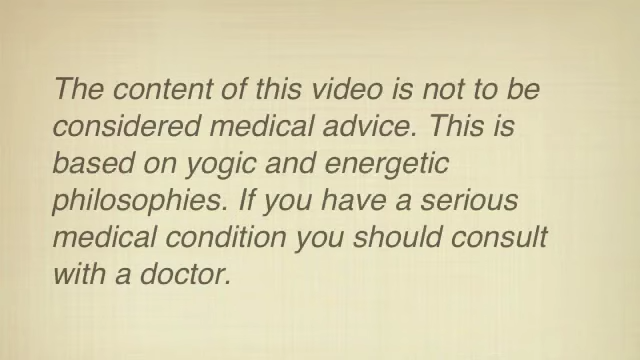 The content of this video is not to be
considered medical advice. This is
based on yogic and energetic
philosophies. If you have a serious
medical condition you should consult
with a doctor.